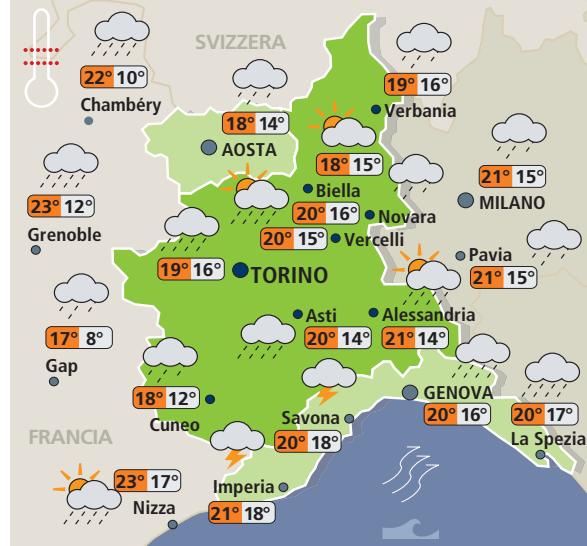 SVIZZERA
22° 10°
Chambéry
19° 16°
Verbania
18° 14°
AOSTA
18° 15°
Biella
21° 15°
MILANO
23° 12°
Grenoble
20° 16°
Novara
20° 15°
Vercelli
19° 16°
TORINO
Pavia
21° 15°
17° 8°
Gap
Asti
20° 14°
Alessandria
21° 14°
18° 12°
Cuneo
GENOVA
20° 16°
20° 17°
La Spezia
Savona
20° 18°
FRANCIA
23° 17°
Nizza
Imperia
21° 18°